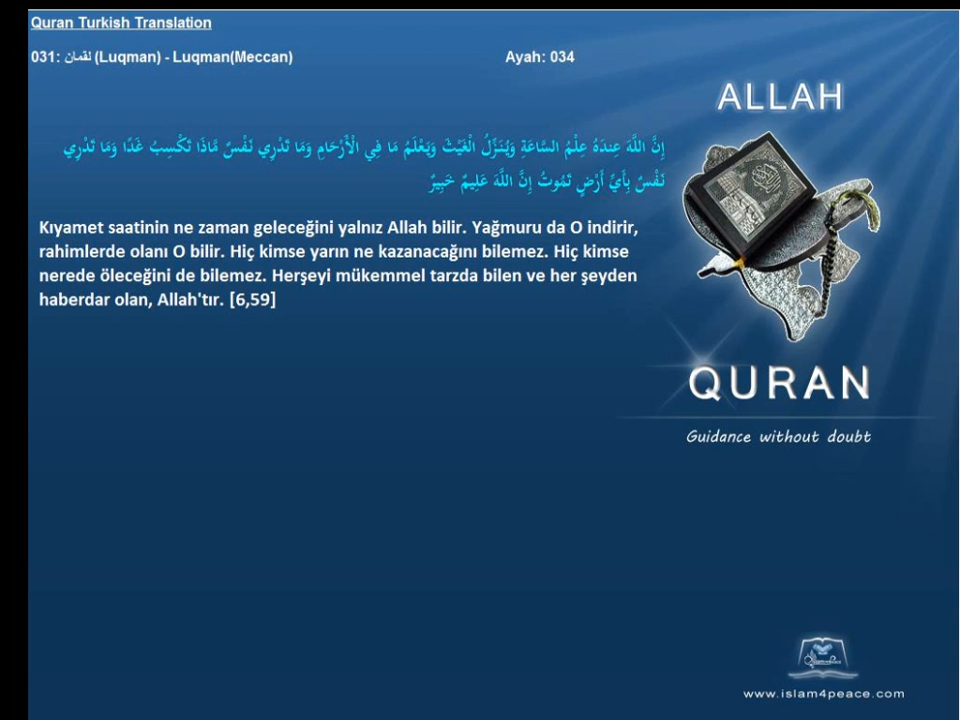 Quran Turkish Translation
031: لقمان (Luqman) - Luqman(Meccan)
Ayah: 034
ALLAH
إِنَّ اللَّهَ عِندَهُ عِلْمُ السَّاعَةِ وَيُنَزِّلُ الْغَيْثَ وَيَعْلَمُ مَا فِي الْأَرْحَامِ وَمَا تَدْرِي نَفْسٌ مَّاذَا تَكْسِبُ غَدًا وَمَا تَدْرِي
نَفْسٌ بِأَيِّ أَرْضٍ تَمُوتُ إِنَّ اللَّهَ عَلِيمٌ خَبِيرٌ
Kıyamet saatinin ne zaman geleceğini yalnız Allah bilir. Yağmuru da O indirir,
rahimlerde olanı O bilir. Hiç kimse yarın ne kazanacağını bilemez. Hiç kimse
nerede öleceğini de bilemez. Herşeyi mükemmel tarzda bilen ve her şeyden
haberdar olan, Allah'tır. [6,59]
QURAN
Guidance without doubt
www.islam4peace.com